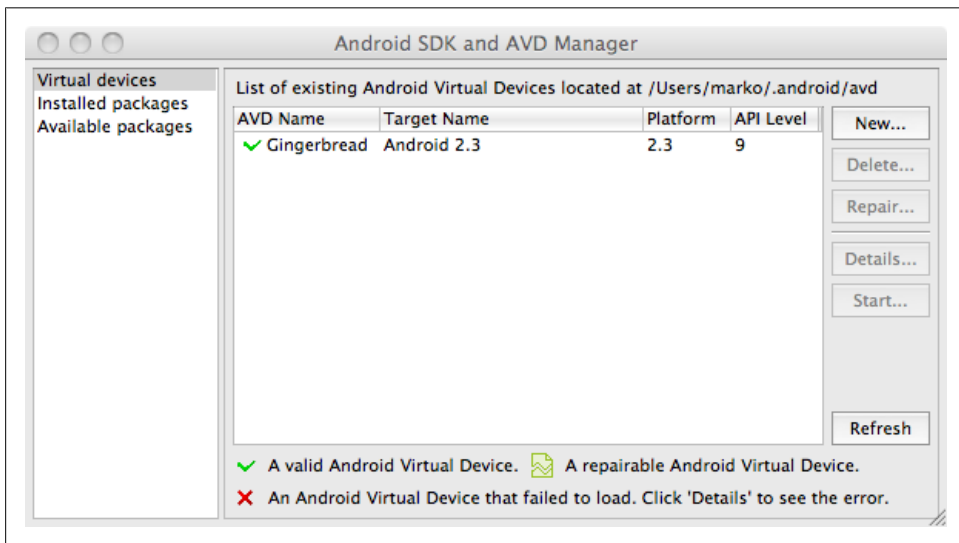 Android SDK and AVD Manager
Virtual devices
Installed packages
Available packages
List of existing Android Virtual Devices located at /Users/marko/.android/avd
AVD Name Target Name Platform API Level
Gingerbread Android 2.3 2.3 9
New...
Delete...
Repair...
Details...
Start...
Refresh
A valid Android Virtual Device. A repairable Android Virtual Device.
An Android Virtual Device that failed to load. Click 'Details' to see the error.